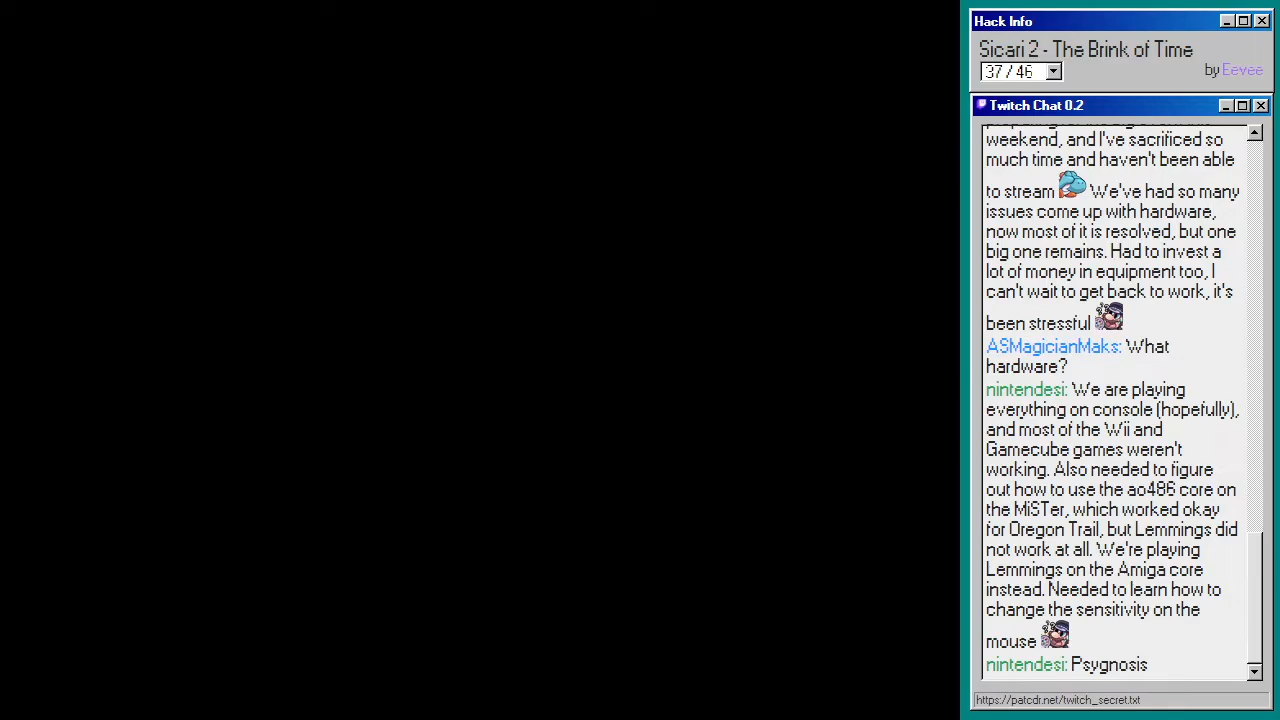 Hack Info
Sicari 2 - The Brink of Time
37 / 46
by Eevee
Twitch Chat 0.2
weekend, and I've sacrificed so
much time and haven't been able
to stream We've had so many
issues come up with hardware,
now most of it is resolved, but one
big one remains. Had to invest a
lot of money in equipment too, I
can't wait to get back to work, it's
been stressful
ASMagicianMaks: What
hardware?
nintendesi: We are playing
everything on console (hopefully),
and most of the Wii and
Gamecube games weren't
working. Also needed to figure
out how to use the ao486 core on
the MiSTer, which worked okay
for Oregon Trail, but Lemmings did
not work at all. We're playing
Lemmings on the Amiga core
instead. Needed to learn how to
change the sensitivity on the
mouse
nintendesi: Psygnosis
https://patcdr.net/twitch_secret.txt